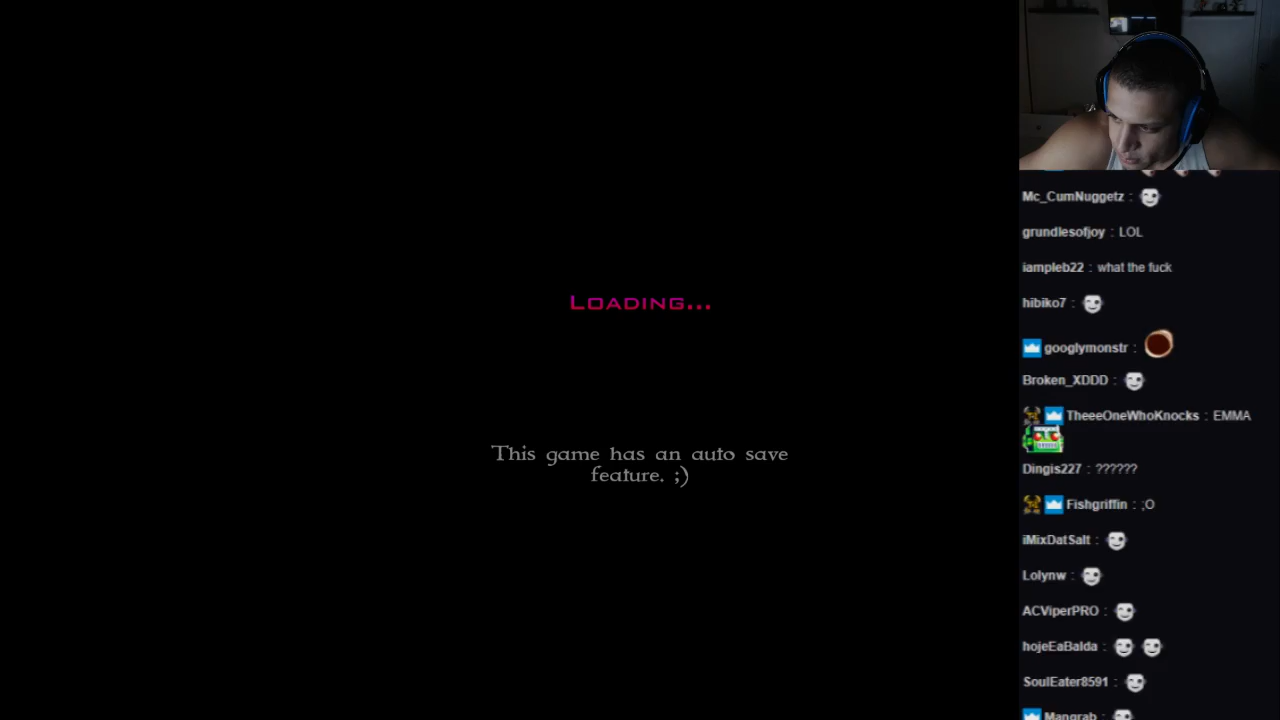 Loading...
This game has an auto save
feature. ;)
Mc_CumNuggetz :
grundlesofjoy : LOL
iampleb22 : what the fuck
hibiko7 :
googlymonstr :
Broken_XDDD :
TheeeOneWhoKnocks : EMMA
Dingis227 : ??????
Fishgriffin : ;O
iMixDatSalt :
Lolynw :
ACViperPRO :
hojeEaBalda :
SoulEater8591 :
Mangrab :